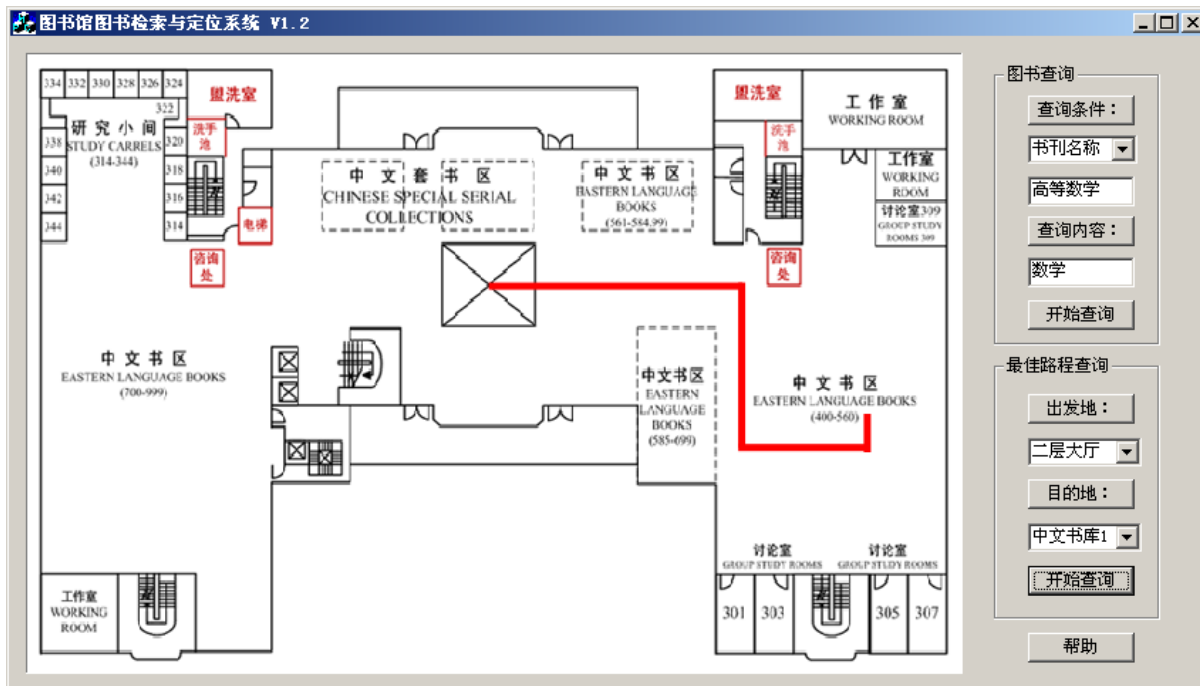 图书馆图书检索与定位系统 V1.2
334 332 330 328 326 324
322
盥洗室
研究小间
STUDY CARRELS
(314-344)
338
340
342
344
320
318
316
314
洗手
池
电梯
咨询
处
中文套书区
CHINESE SPECIAL SERIAL
COLLECTIONS
中文书区
EASTERN LANGUAGE
BOOKS
(561-584,99)
盥洗室
洗手
池
咨询
处
工作室
WORKING ROOM
工作室
WORKING
ROOM
讨论室309
GROUP STUDY
ROOMS 309
中文书区
EASTERN LANGUAGE BOOKS
(700-999)
中文书区
EASTERN
LANGUAGE
BOOKS
(585-699)
中文书区
EASTERN LANGUAGE BOOKS
(400-560)
工作室
WORKING
ROOM
讨论室
GROUP STUDY ROOMS
讨论室
GROUP STUDY ROOMS
301 303 305 307
图书查询
查询条件：
书刊名称
高等数学
查询内容：
数学
开始查询
最佳路程查询
出发地：
二层大厅
目的地：
中文书库1
开始查询
帮助